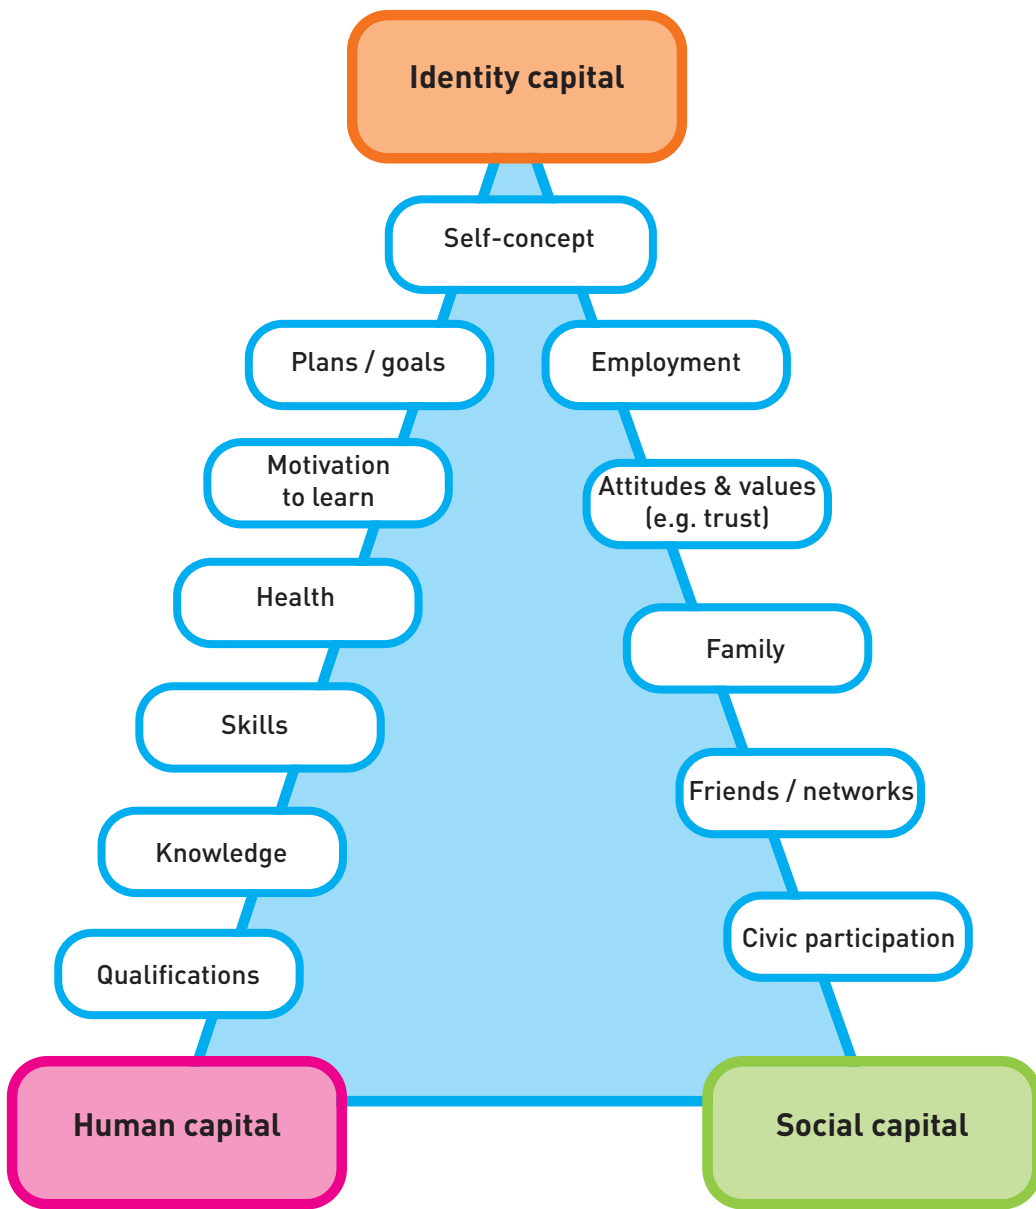 Identity capital
Self-concept
Plans / goals
Employment
Motivation
to learn
Attitudes & values
(e.g. trust)
Health
Family
Skills
Friends / networks
Knowledge
Civic participation
Qualifications
Human capital
Social capital